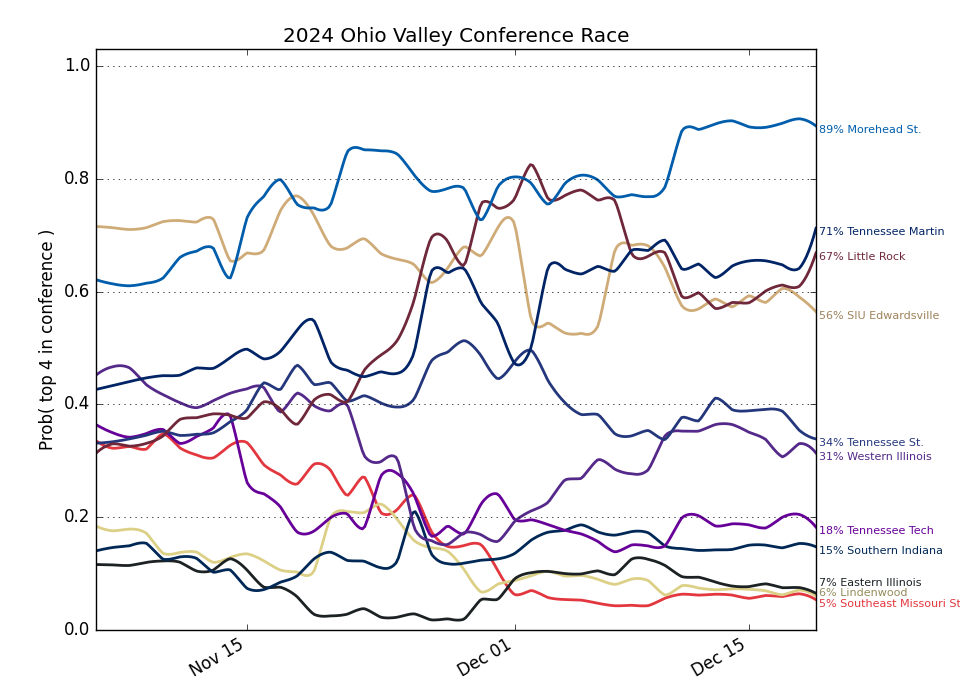 2024 Ohio Valley Conference Race
Prob( top 4 in conference )
1.0
0.8
0.6
0.4
0.2
0.0
Nov 15
Dec 01
Dec 15
89% Morehead St.
71% Tennessee Martin
67% Little Rock
56% SIU Edwardsville
34% Tennessee St.
31% Western Illinois
18% Tennessee Tech
15% Southern Indiana
7% Eastern Illinois
6% Lindenwood
5% Southeast Missouri St